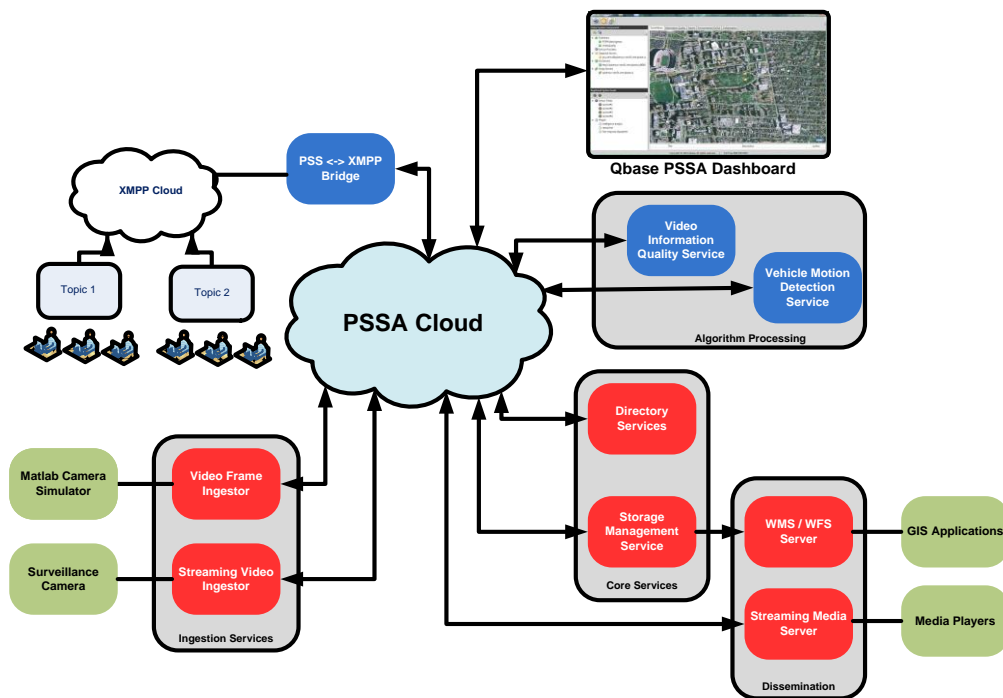 Qbase PSSA Dashboard
PSS <-> XMPP
Bridge
XMPP Cloud
Topic 1
Topic 2
Video
Information
Quality Service
Vehicle Motion
Detection
Service
Algorithm Processing
PSSA Cloud
Directory
Services
Storage
Management
Service
Core Services
Matlab Camera
Simulator
Video Frame
Ingestor
Surveillance
Camera
Streaming Video
Ingestor
Ingestion Services
WMS / WFS
Server
GIS Applications
Streaming Media
Server
Media Players
Dissemination